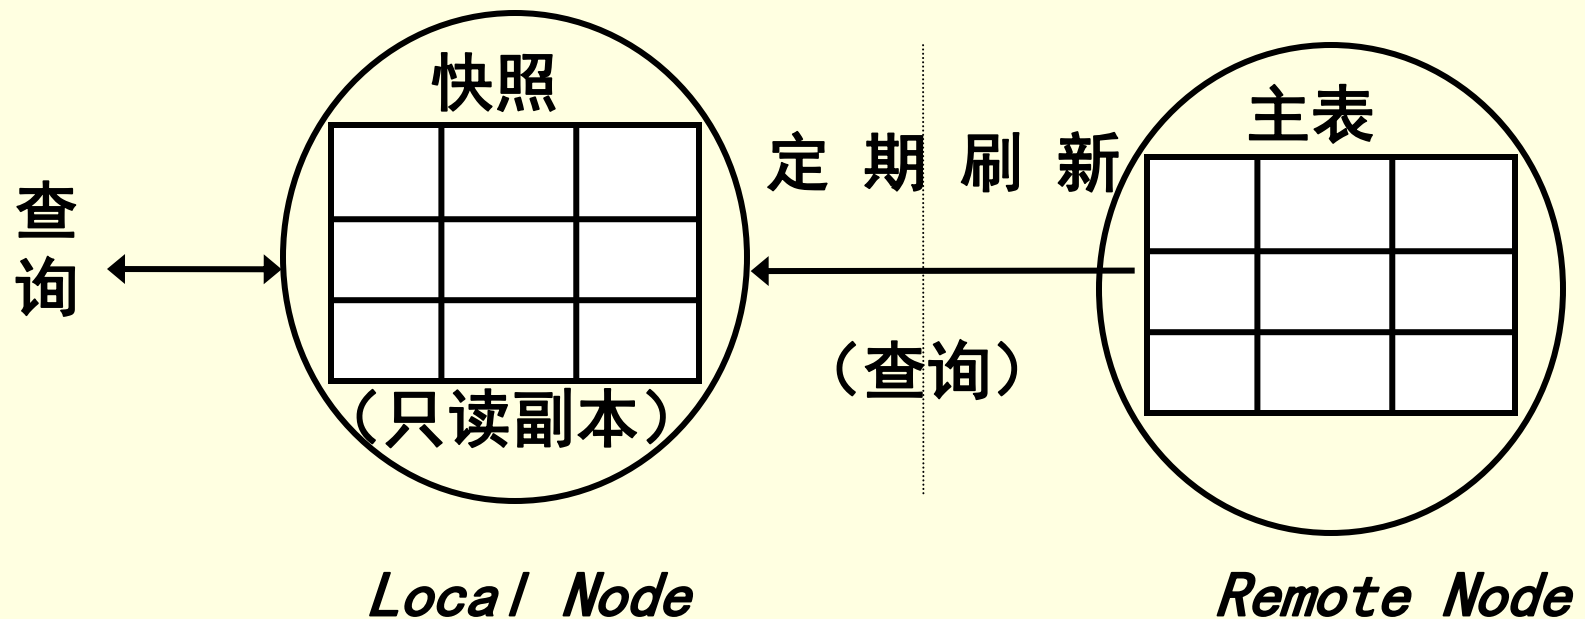 快照
主表
定期刷新
查
询
（查询）
（只读副本）
Local Node
Remote Node